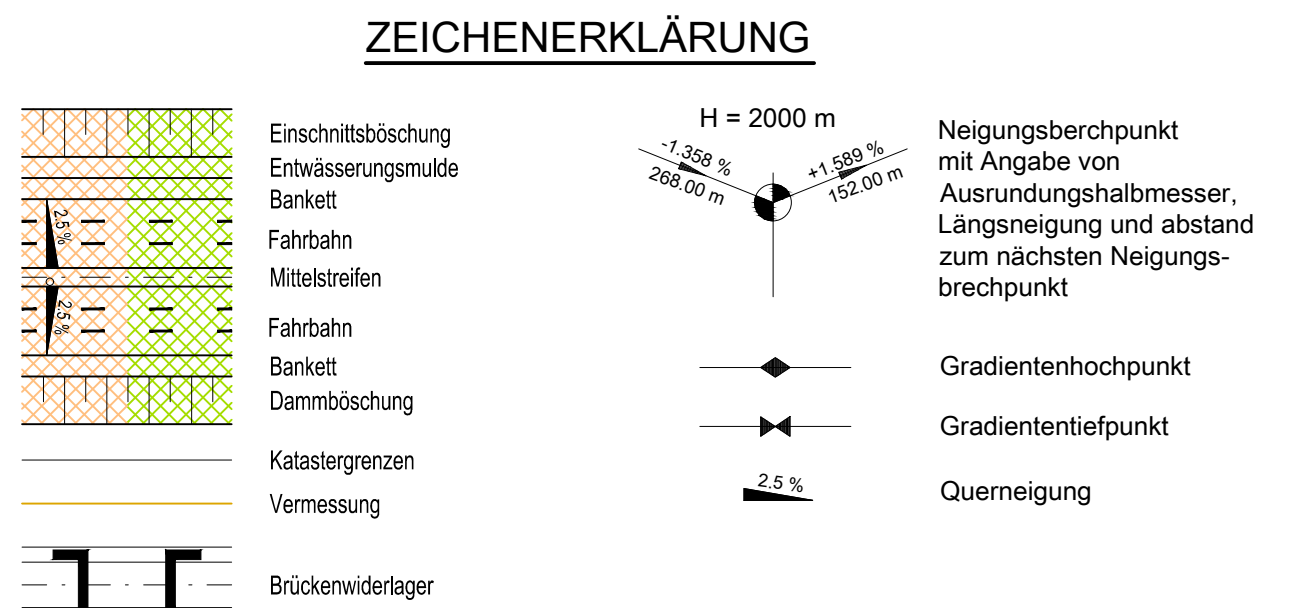 ZEICHENERKLÄRUNG
Einschnittsböschung
Entwässerungsmulde
Bankett
2.5 %
Fahrbahn
Mittelstreifen
2.5 %
Fahrbahn
Bankett
Dammböschung
Katastergrenzen
Vermessung
Brückenwiderlager
H = 2000 m
-1.358 %
268.00 m
+1.589 %
152.00 m
Neigungsberchpunkt
mit Angabe von
Ausrundungshalbmesser,
Längsneigung und abstand
zum nächsten Neigungs-
brechpunkt
Gradientenhochpunkt
Gradiententiefpunkt
2.5 %
Querneigung